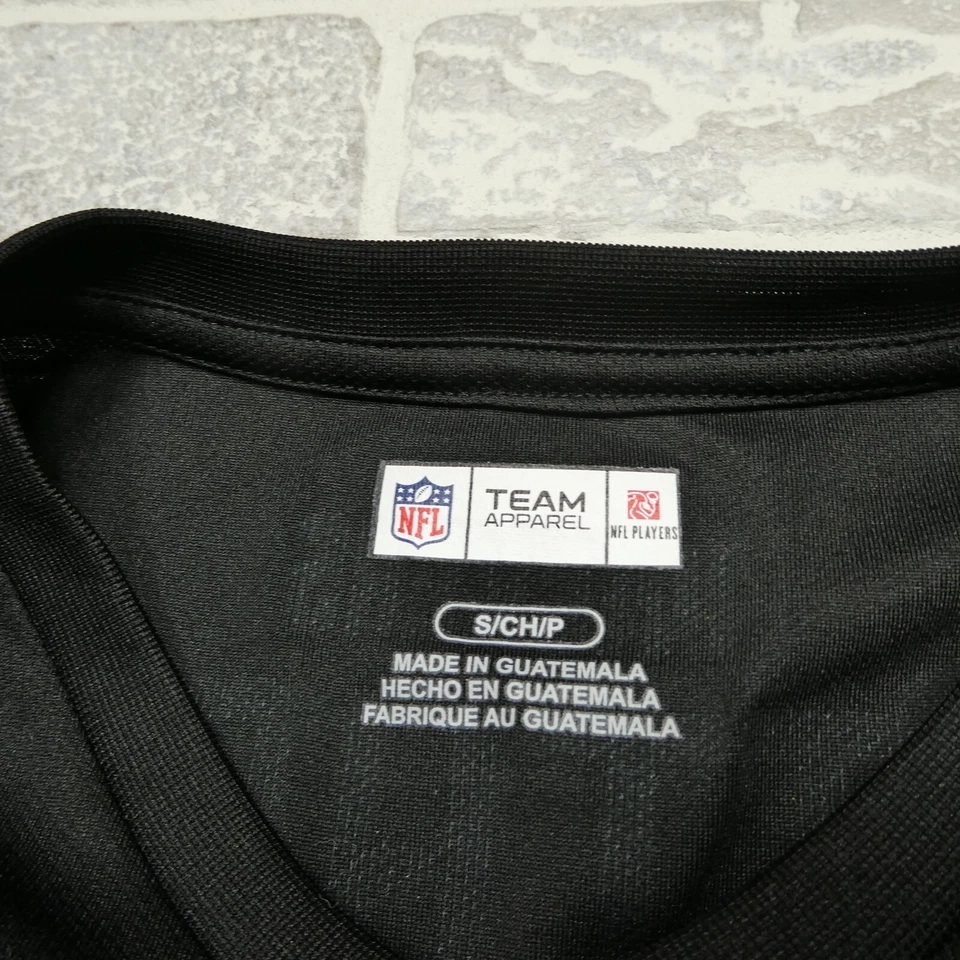 NFL
TEAM
APPAREL
NFL PLAYERS
S/CH/P
MADE IN GUATEMALA
HECHO EN GUATEMALA
FABRIQUE AU GUATEMALA